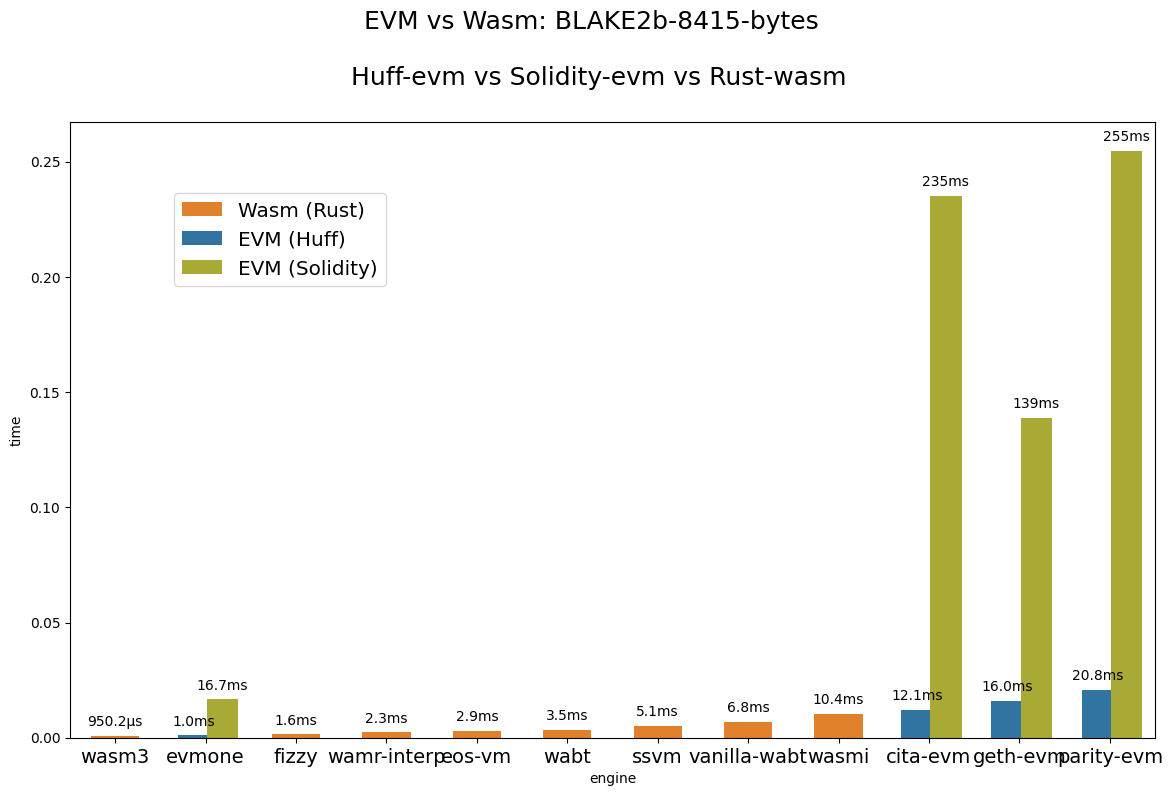 EVM vs Wasm: BLAKE2b-8415-bytes
Huff-evm vs Solidity-evm vs Rust-wasm
255ms
0.25
235ms
Wasm (Rust)
EVM (Huff)
EVM (Solidity)
0.20
0.15
139ms
time
0.10
0.05
950.2µs 1.0ms 16.7ms 1.6ms 2.3ms 2.9ms 3.5ms 5.1ms 6.8ms 10.4ms 12.1ms 16.0ms 20.8ms
0.00
wasm3 evmone fizzy wamr-interp eos-vm wabt ssvm vanilla-wabt wasmi cita-evm geth-evm parity-evm
engine